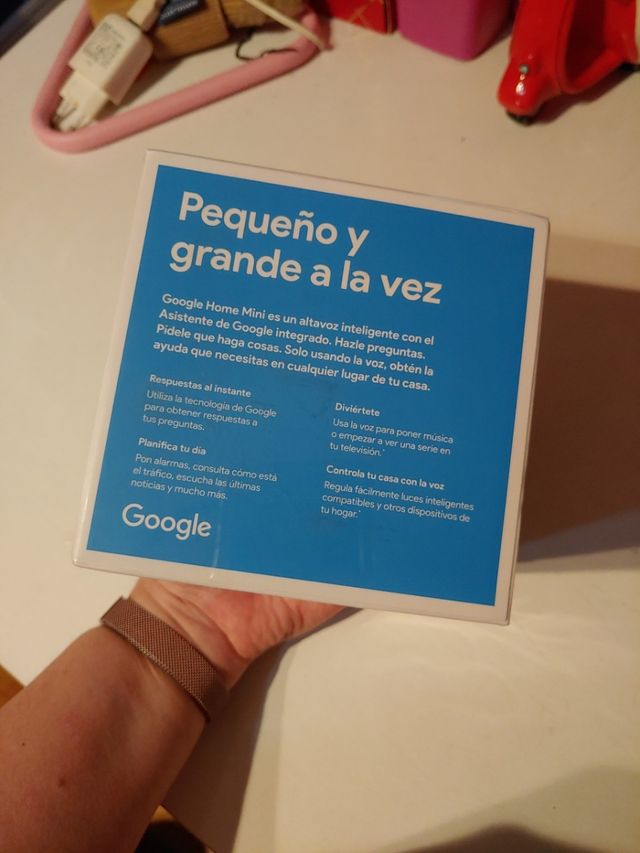 Pequeño y
grande a la vez
Google Home Mini es un altavoz inteligente con el
Asistente de Google integrado. Hazle preguntas.
Pídele que haga cosas. Solo usando la voz, obtén la
ayuda que necesitas en cualquier lugar de tu casa.
Respuestas al instante
Utiliza la tecnología de Google
para obtener respuestas a
tus preguntas.
Planifica tu día
Pon alarmas, consulta cómo está
el tráfico, escucha las últimas
noticias y mucho más.
Diviértete
Usa la voz para poner música
o empezar a ver una serie en
tu televisión.*
Controla tu casa con la voz
Regula fácilmente luces inteligentes
compatibles y otros dispositivos de
tu hogar.*
Google